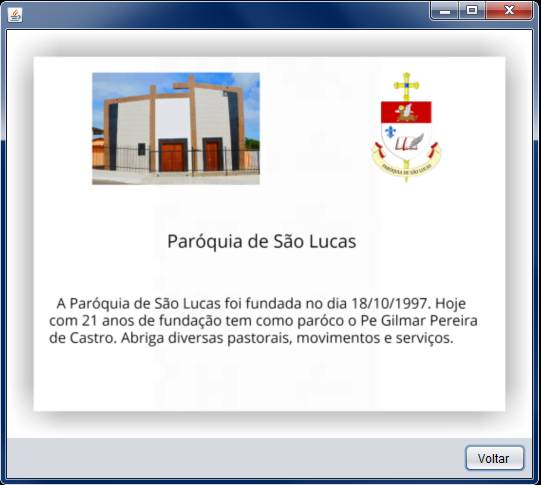 PARÓQUIA DE SÃO LUCAS
Paróquia de São Lucas
A Paróquia de São Lucas foi fundada no dia 18/10/1997. Hoje
com 21 anos de fundação tem como paróco o Pe Gilmar Pereira
de Castro. Abriga diversas pastorais, movimentos e serviços.
Voltar